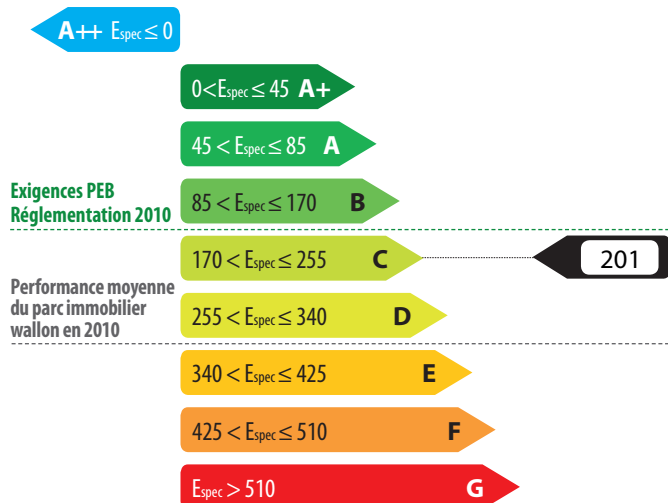 A++ Espec ≤ 0
0 < Espec ≤ 45 A+
45 < Espec ≤ 85 A
Exigences PEB
Réglementation 2010
85 < Espec ≤ 170 B
170 < Espec ≤ 255 C
201
Performance moyenne
du parc immobilier
wallon en 2010
255 < Espec ≤ 340 D
340 < Espec ≤ 425 E
425 < Espec ≤ 510 F
Espec > 510 G